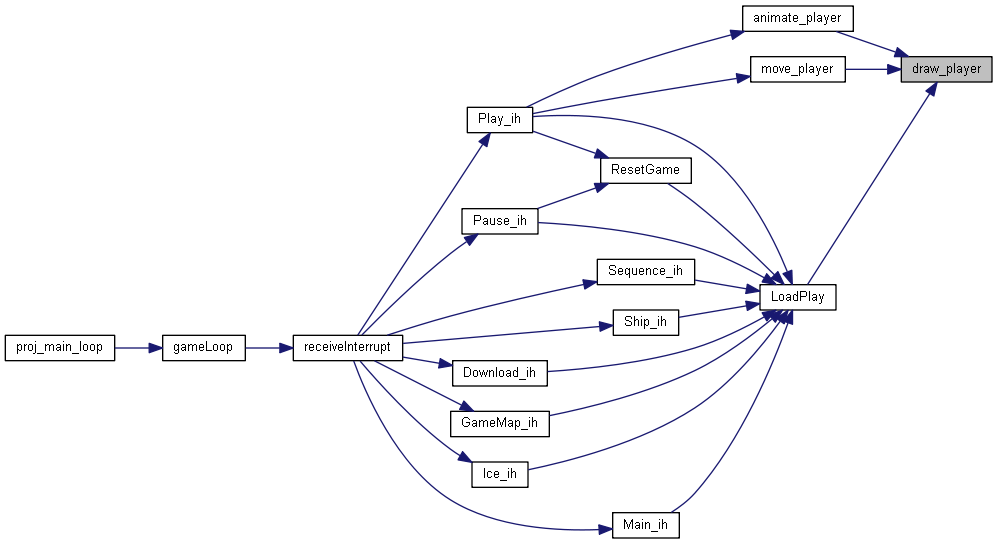 animate_player
draw_player
move_player
Play_ih
ResetGame
Pause_ih
Sequence_ih
LoadPlay
Ship_ih
proj_main_loop
gameLoop
receiveInterrupt
Download_ih
GameMap_ih
Ice_ih
Main_ih